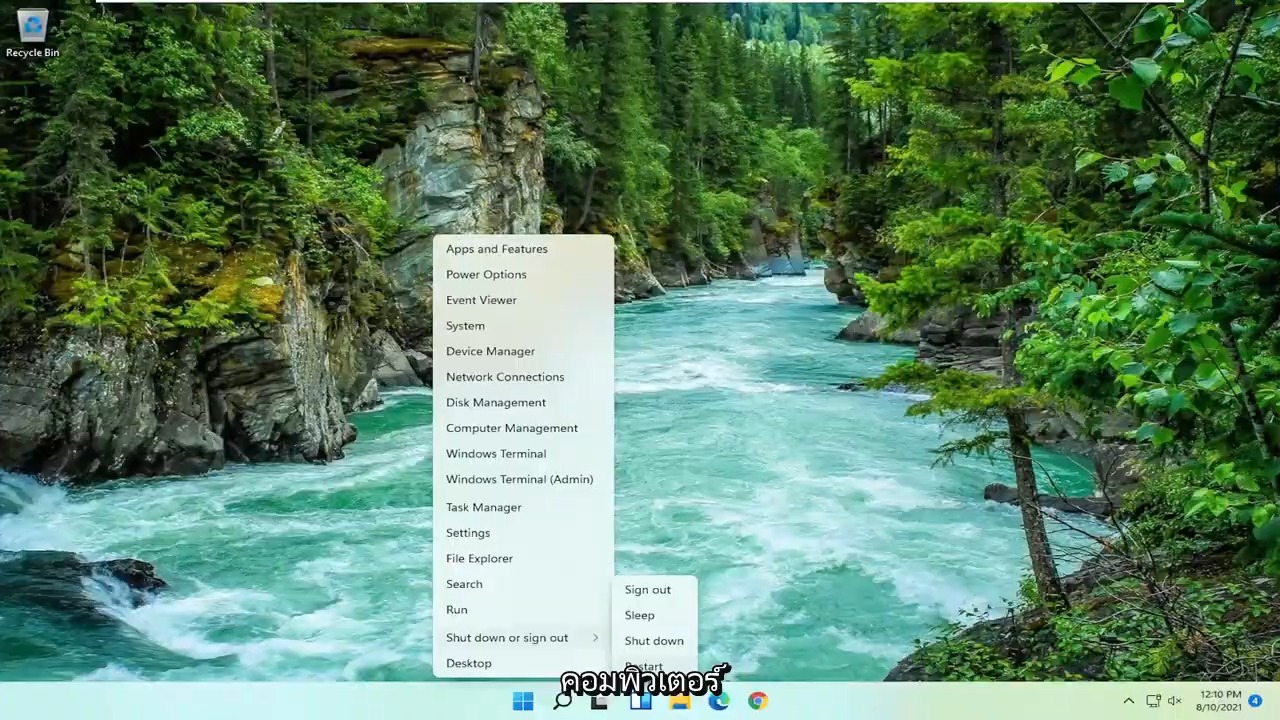 Recycle Bin
Apps and Features
Power Options
Event Viewer
System
Device Manager
Network Connections
Disk Management
Computer Management
Windows Terminal
Windows Terminal (Admin)
Task Manager
Settings
File Explorer
Search
Run
Shut down or sign out
Desktop
Sign out
Sleep
Shut down
Restart
คอมพิวเตอร์
12:10 PM
8/10/2021
4